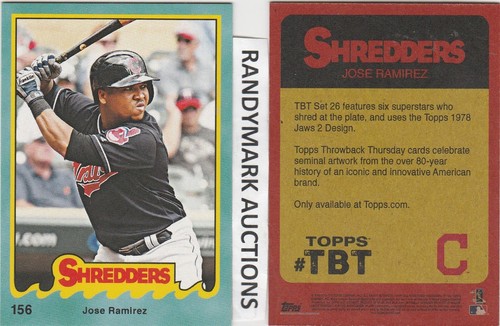 .com
SHREDDERS
156
Jose Ramirez
RANDYMARK AUCTIONS
SHREDDERS
JOSE RAMIREZ
TBT Set 26 features six superstars who
shred at the plate, and uses the Topps 1978
Jaws 2 Design.
Topps Throwback Thursday cards celebrate
seminal artwork from the over 80-year
history of an iconic and innovative American
brand.
Only available at Topps.com.
TOPPS
#TBT
C
Topps